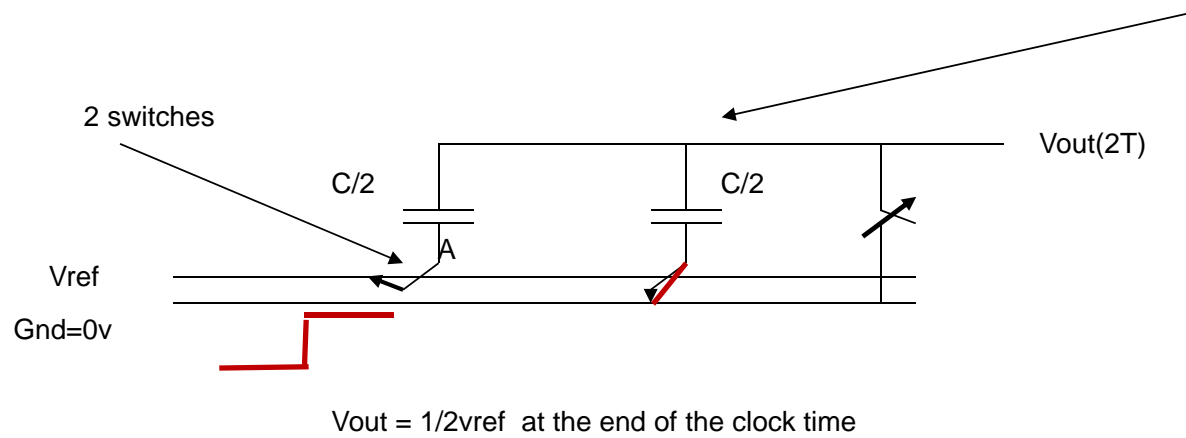 2 switches
Vout(2T)
C/2
C/2
A
Vref
Gnd=0v
Vout = 1/2vref  at the end of the clock time